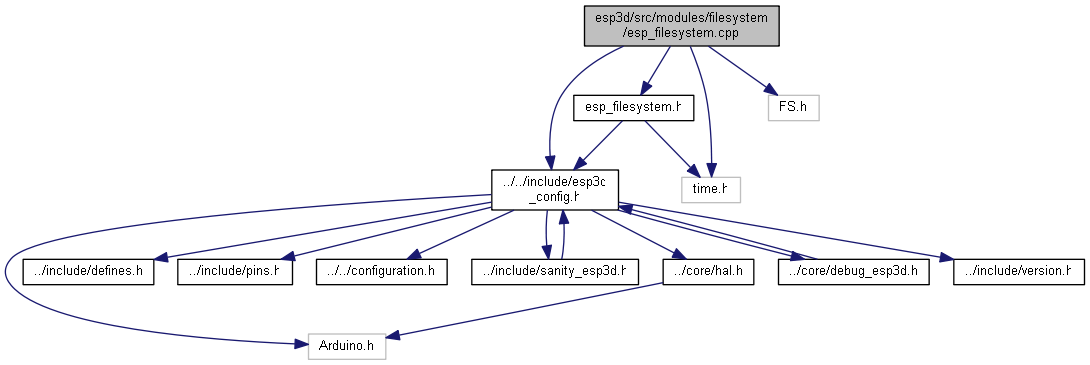 esp3d/src/modules/filesystem
/esp_filesystem.cpp
esp_filesystem.h
FS.h
../../include/esp3d
_config.h
time.h
../include/defines.h
../include/pins.h
../../configuration.h
../include/sanity_esp3d.h
../core/hal.h
../core/debug_esp3d.h
../include/version.h
Arduino.h